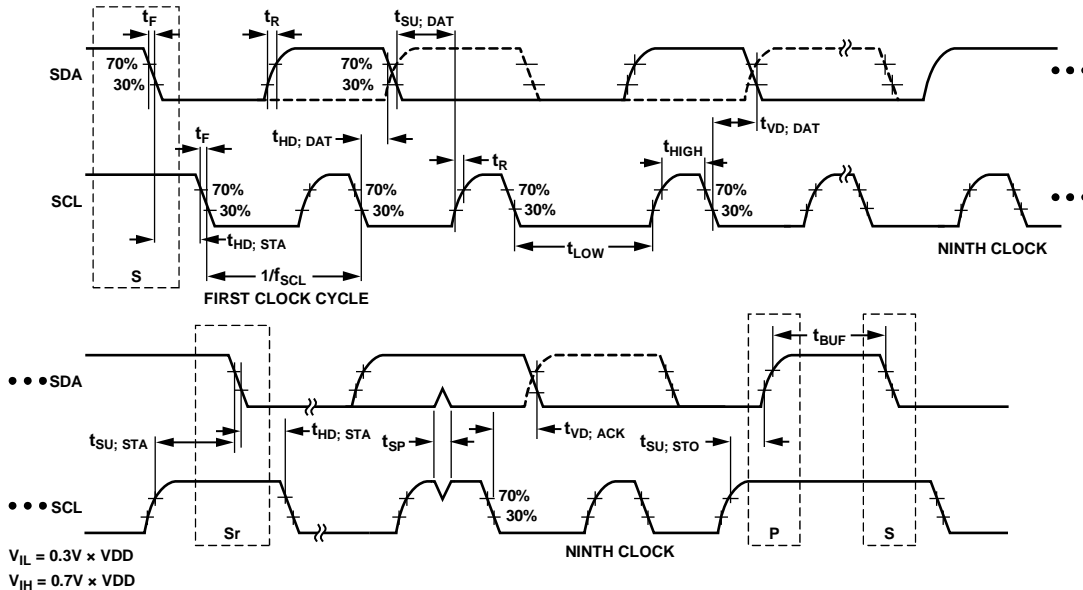 tF
tR
tSU; DAT
SDA
70%
30%
70%
30%
•••
tHD; DAT
tVD; DAT
tF
tR
tHIGH
SCL
70%
30%
70%
30%
70%
30%
70%
30%
•••
tHD; STA
tLOW
NINTH CLOCK
S
1/fSCL
FIRST CLOCK CYCLE
tBUF
•••SDA
tSU; STA
tHD; STA
tSP
tVD; ACK
tSU; STO
•••SCL
70%
30%
Sr
NINTH CLOCK
P
S
VIL = 0.3V × VDD
VIH = 0.7V × VDD